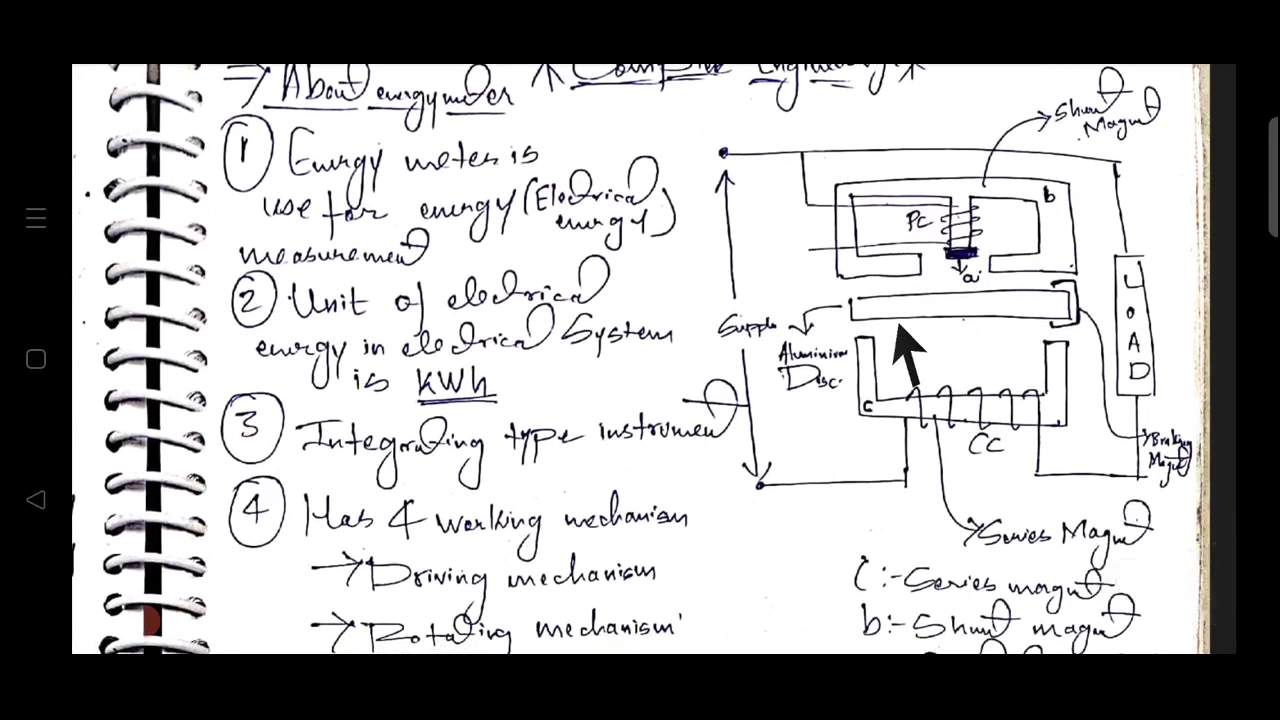 ⇒ About energy meter
① Energy meter is
use for energy (Electrical
energy)
measurement
② Unit of electrical
energy in electrical System
is KWh
③ Integrating type instrument
④ Has 4 working mechanism
→ Driving mechanism
→ Rotating mechanism
Shunt
Magnet
b
PC
a
Supply
Aluminium
Disc
LOAD
c
CC
Braking
Magnet
Series Magnet
C:- Series magnet
b:- Shunt magnet